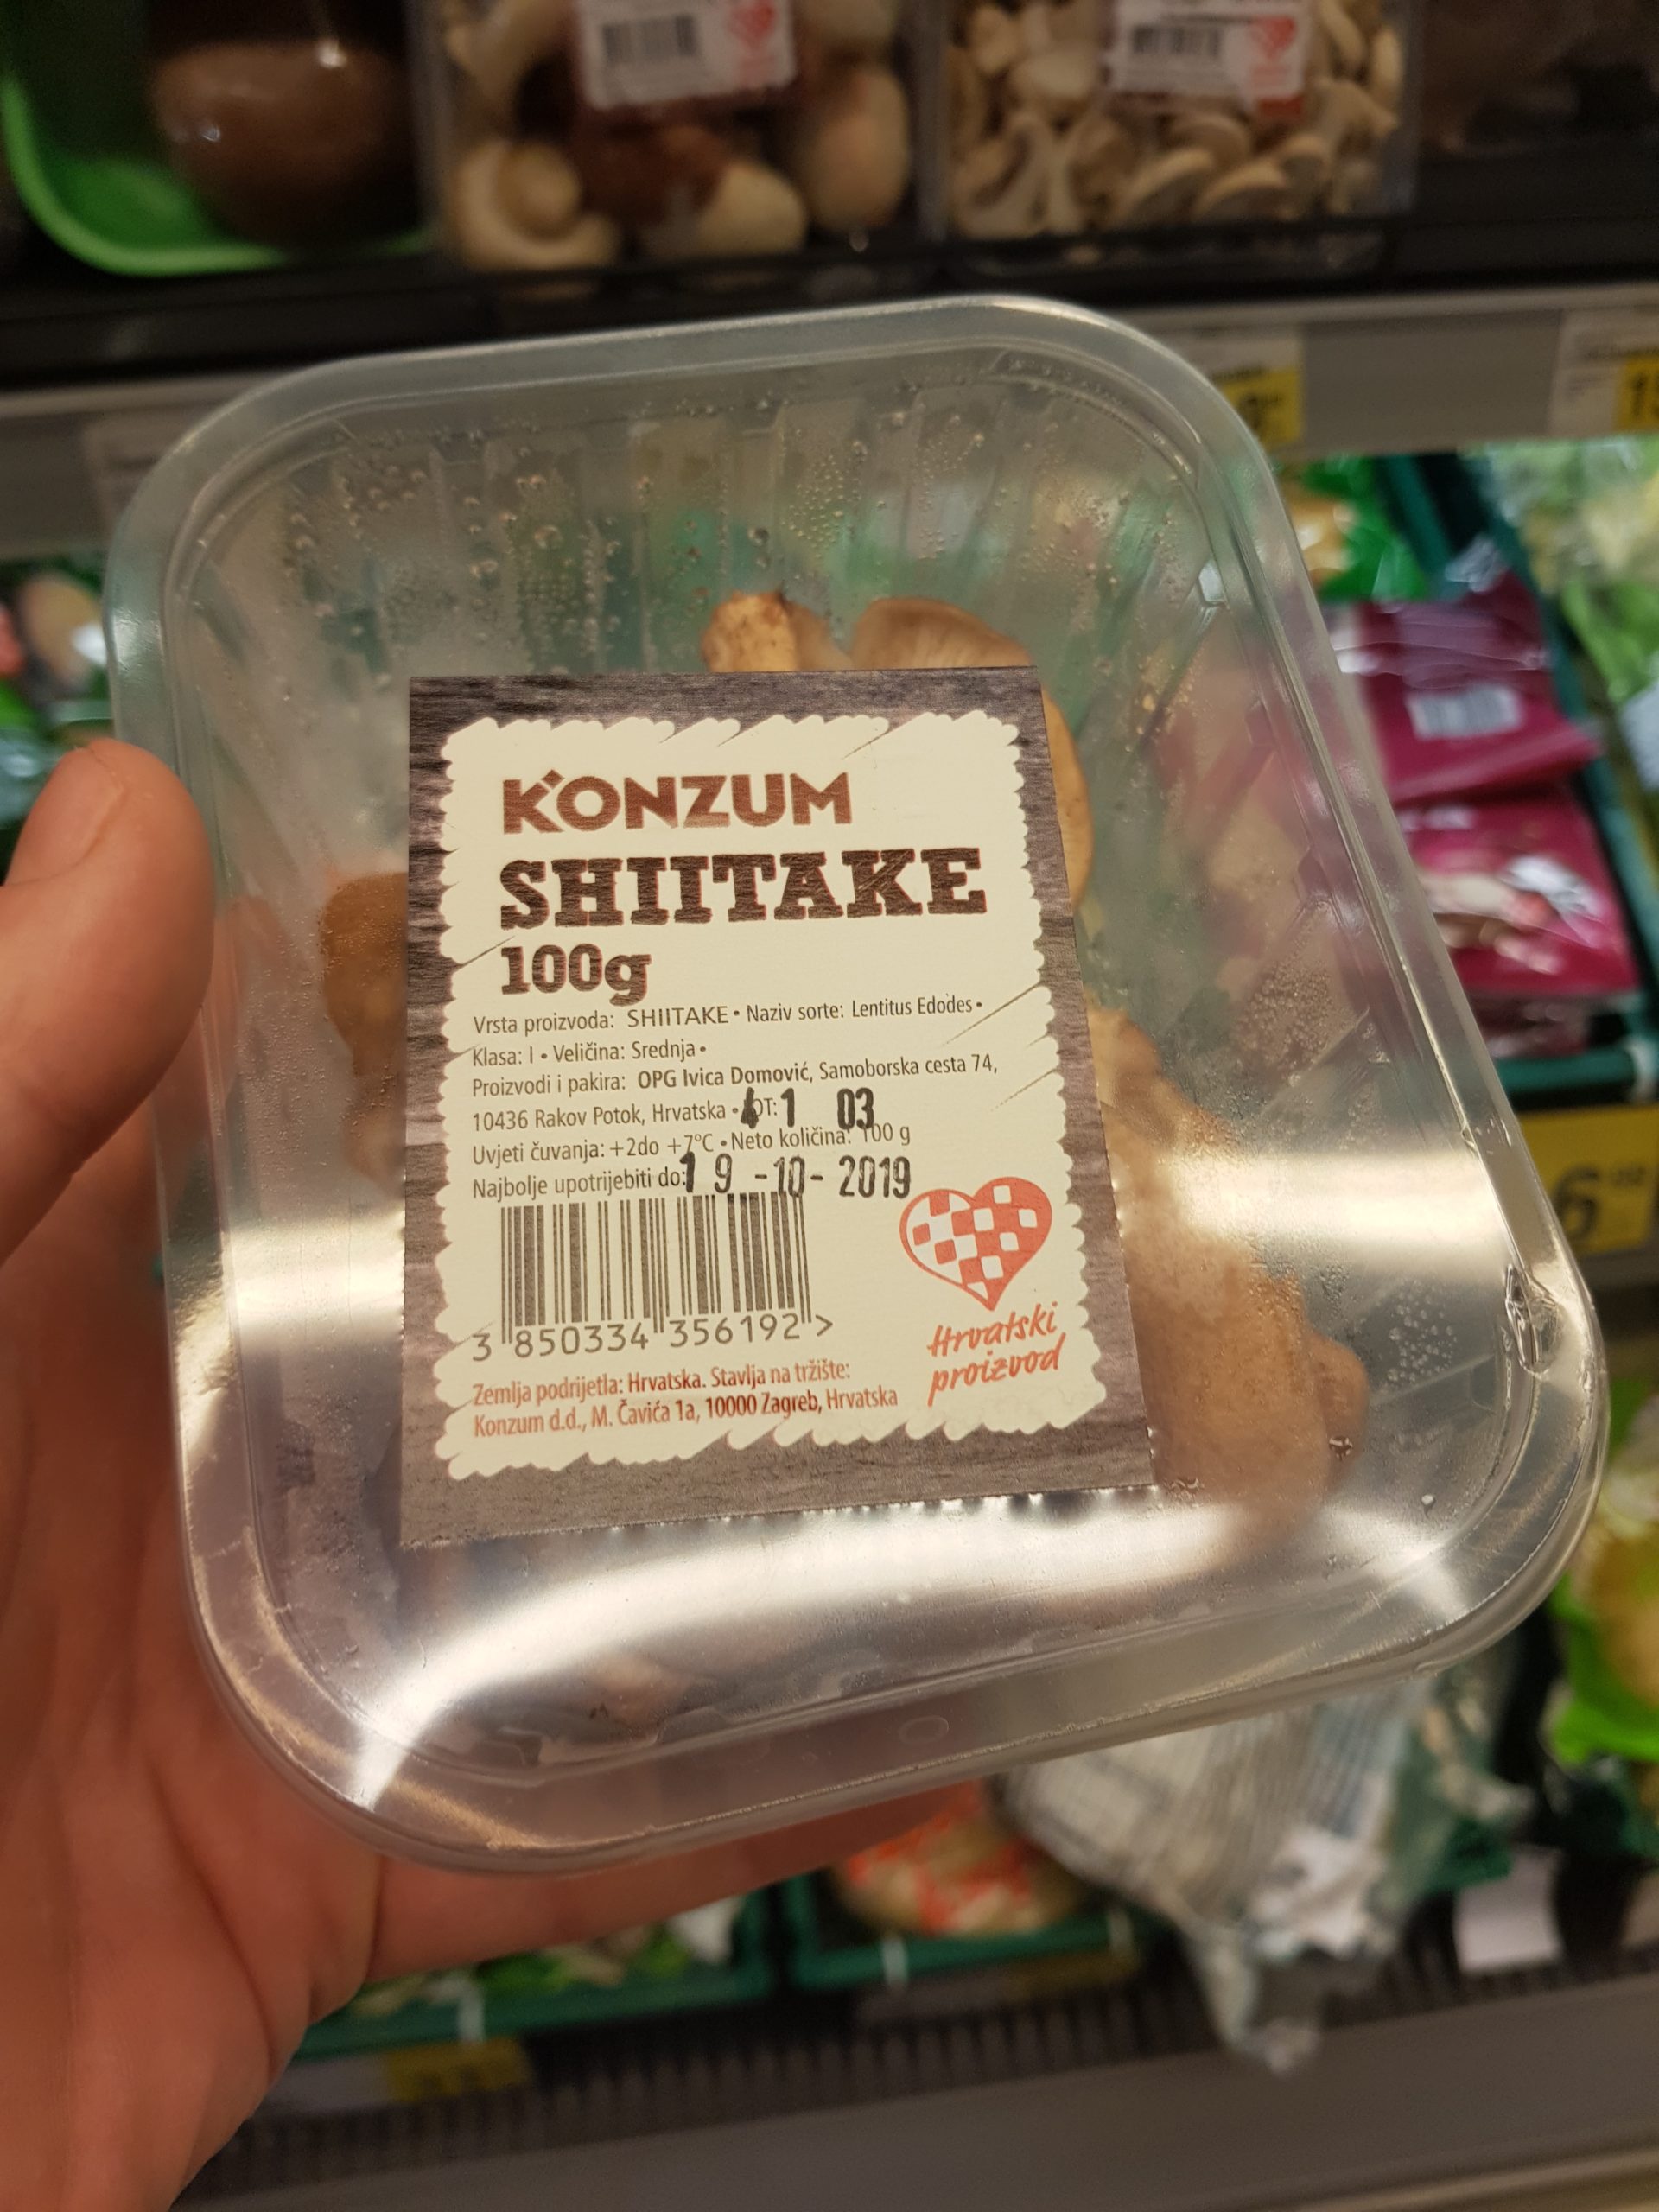 KONZUM
SHIITAKE
100g
Vrsta proizvoda: SHIITAKE • Naziv sorte: Lentitus Edodes •
Klasa: I • Veličina: Srednja •
Proizvodi i pakira: OPG Ivica Domović, Samoborska cesta 74,
10436 Rakov Potok, Hrvatska • LOT: 41 03
Uvjeti čuvanja: +2do +7°C • Neto količina: 100 g
Najbolje upotrijebiti do: 19-10-2019
3 850334 356192 >
Hrvatski
proizvod
Zemlja podrijetla: Hrvatska. Stavlja na tržište:
Konzum d.d., M. Čavića 1a, 10000 Zagreb, Hrvatska